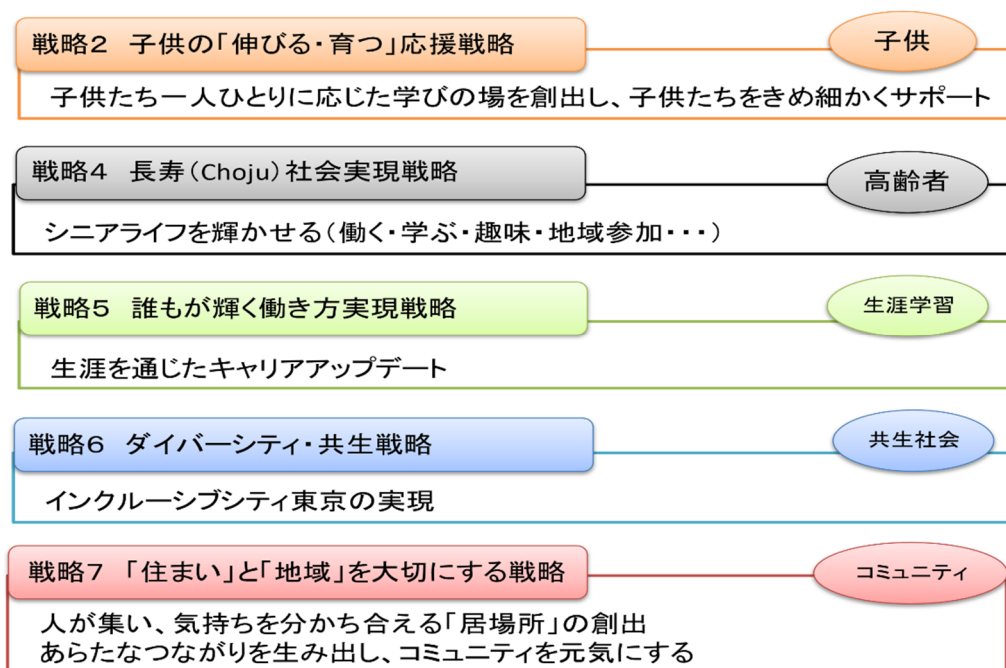 戦略2 子供の「伸びる・育つ」応援戦略
子供
子供たち一人ひとりに応じた学びの場を創出し、子供たちをきめ細かくサポート
戦略4 長寿(Choju)社会実現戦略
高齢者
シニアライフを輝かせる(働く・学ぶ・趣味・地域参加・・・)
戦略5 誰もが輝く働き方実現戦略
生涯学習
生涯を通じたキャリアアップデート
戦略6 ダイバーシティ・共生戦略
共生社会
インクルーシブシティ東京の実現
戦略7 「住まい」と「地域」を大切にする戦略
コミュニティ
人が集い、気持ちを分かち合える「居場所」の創出
あらたなつながりを生み出し、コミュニティを元気にする